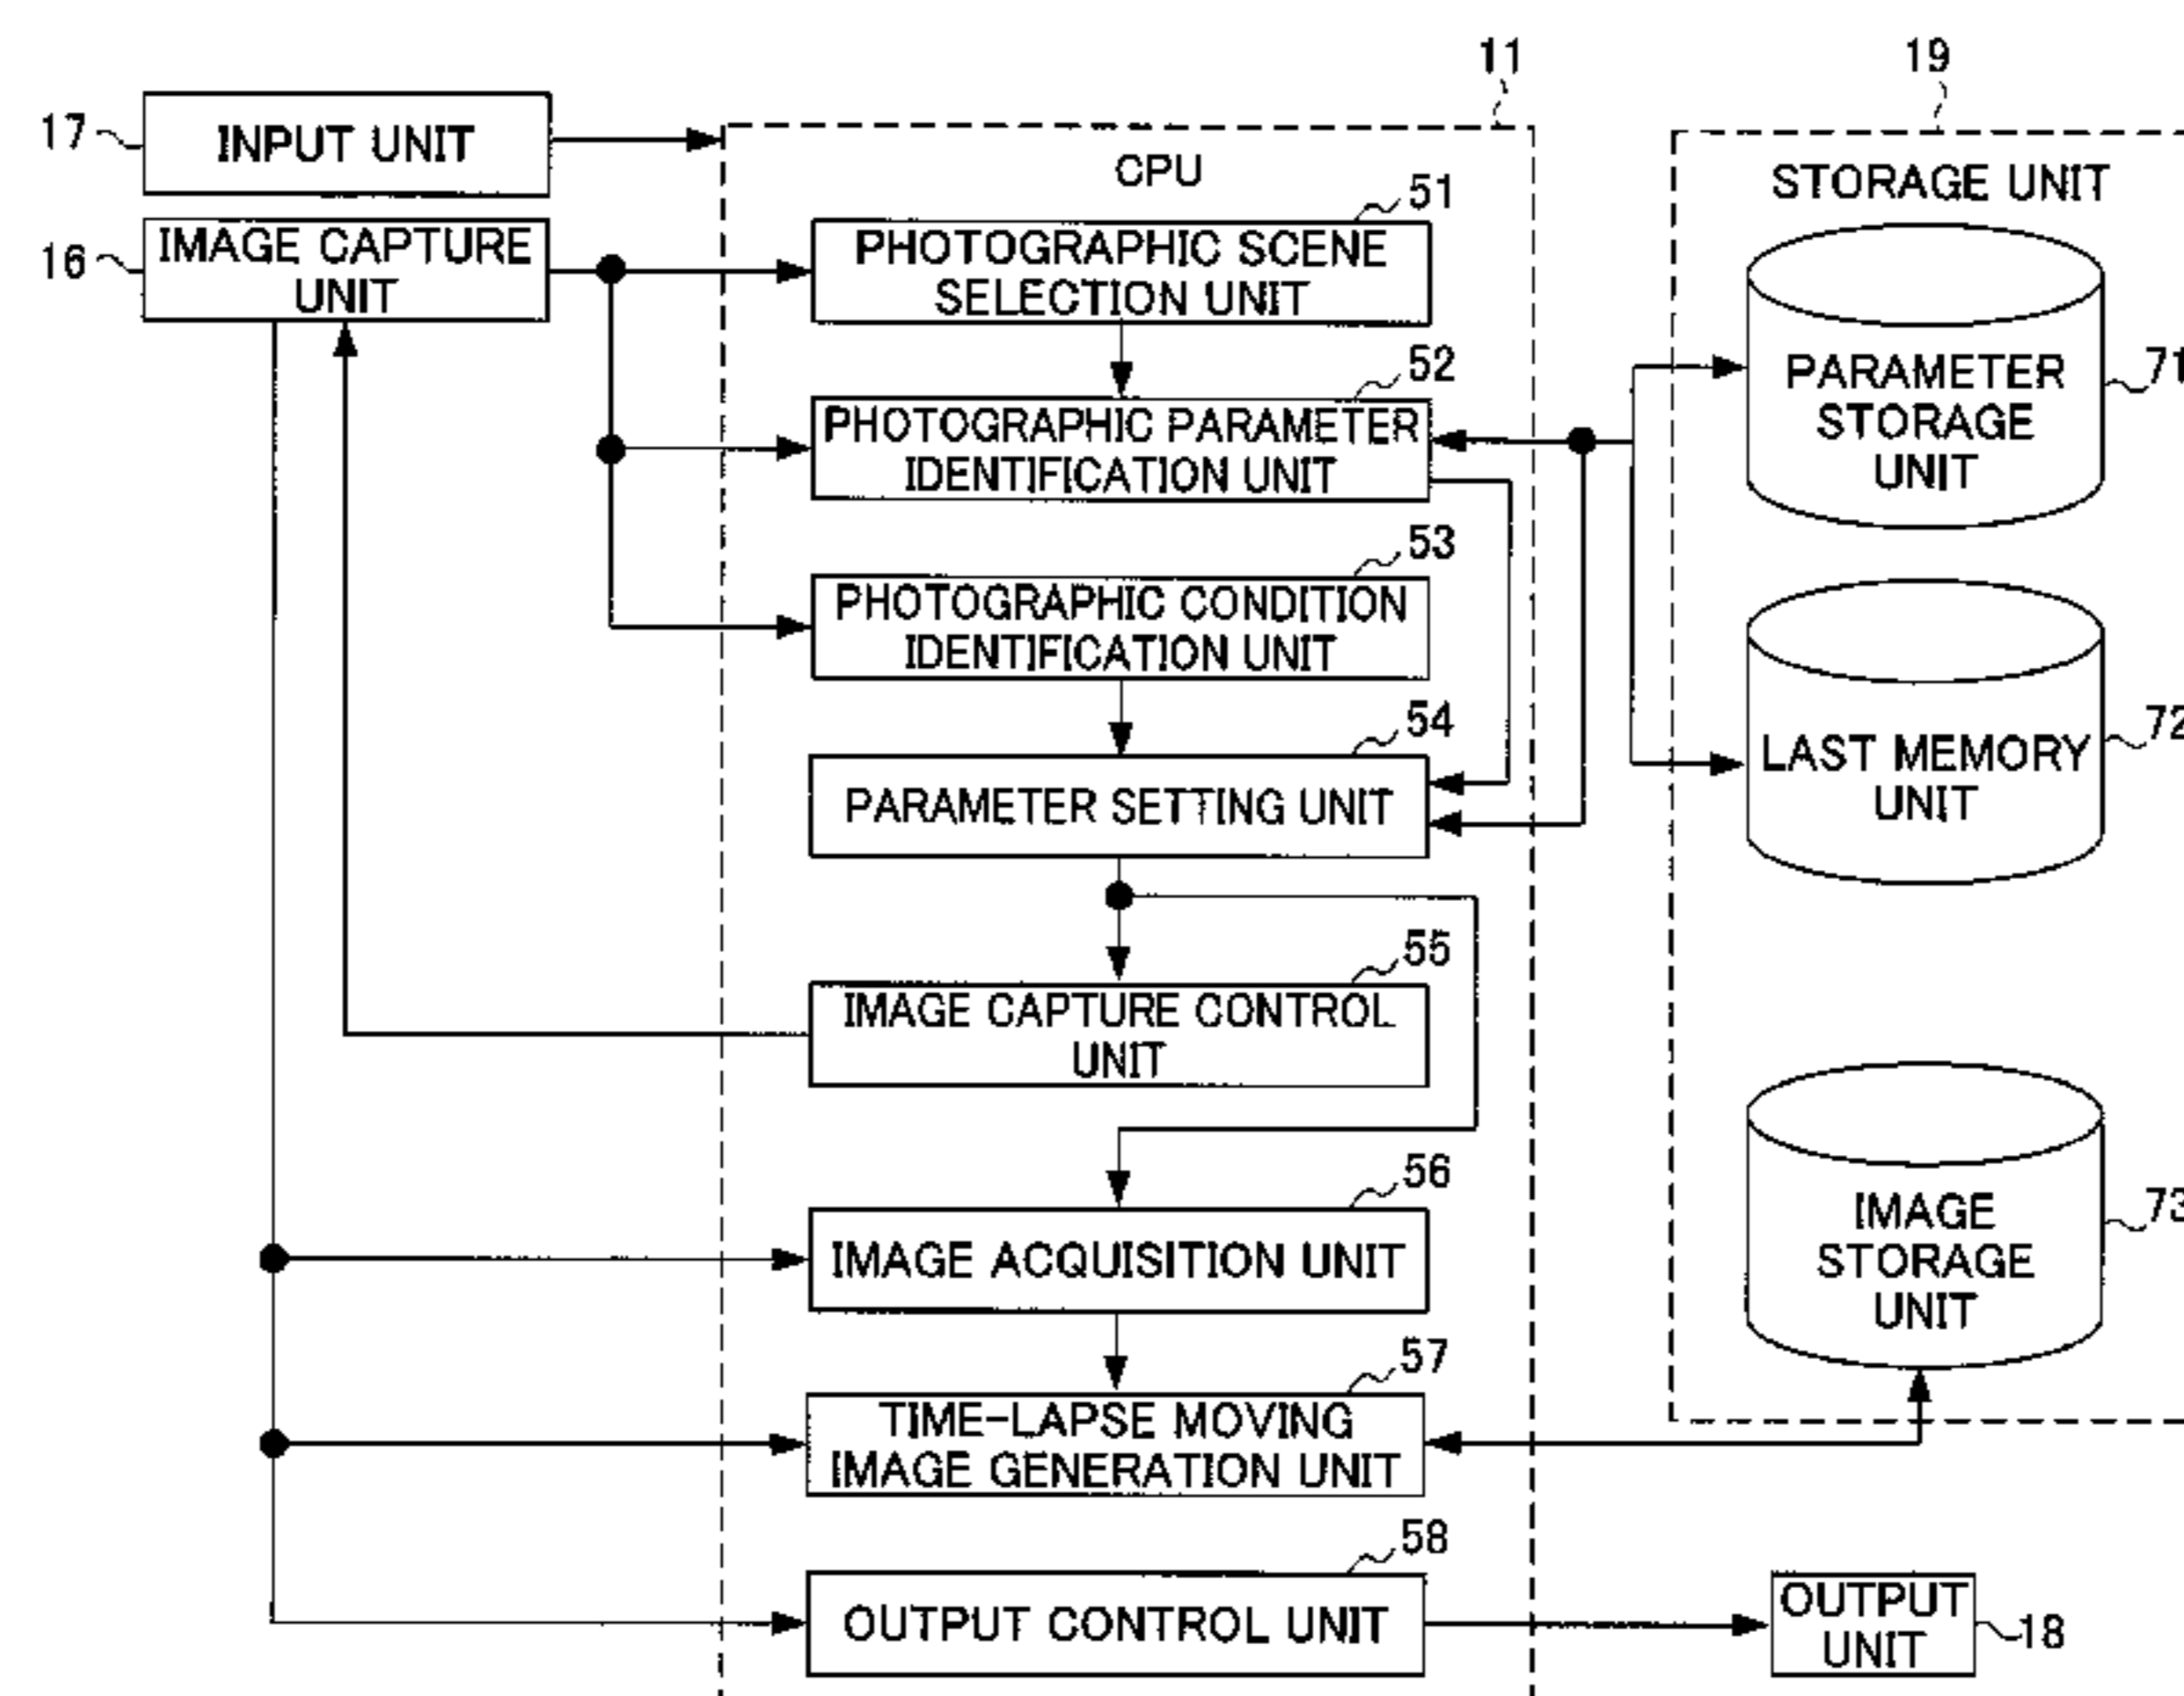 11
19
17
INPUT UNIT
CPU
STORAGE UNIT
51
16
IMAGE CAPTURE
UNIT
PHOTOGRAPHIC SCENE
SELECTION UNIT
52
PHOTOGRAPHIC PARAMETER
IDENTIFICATION UNIT
PARAMETER
STORAGE
UNIT
71
53
PHOTOGRAPHIC CONDITION
IDENTIFICATION UNIT
54
PARAMETER SETTING UNIT
LAST MEMORY
UNIT
72
55
IMAGE CAPTURE CONTROL
UNIT
56
IMAGE ACQUISITION UNIT
IMAGE
STORAGE
UNIT
73
57
TIME-LAPSE MOVING
IMAGE GENERATION UNIT
58
OUTPUT CONTROL UNIT
OUTPUT
UNIT
18